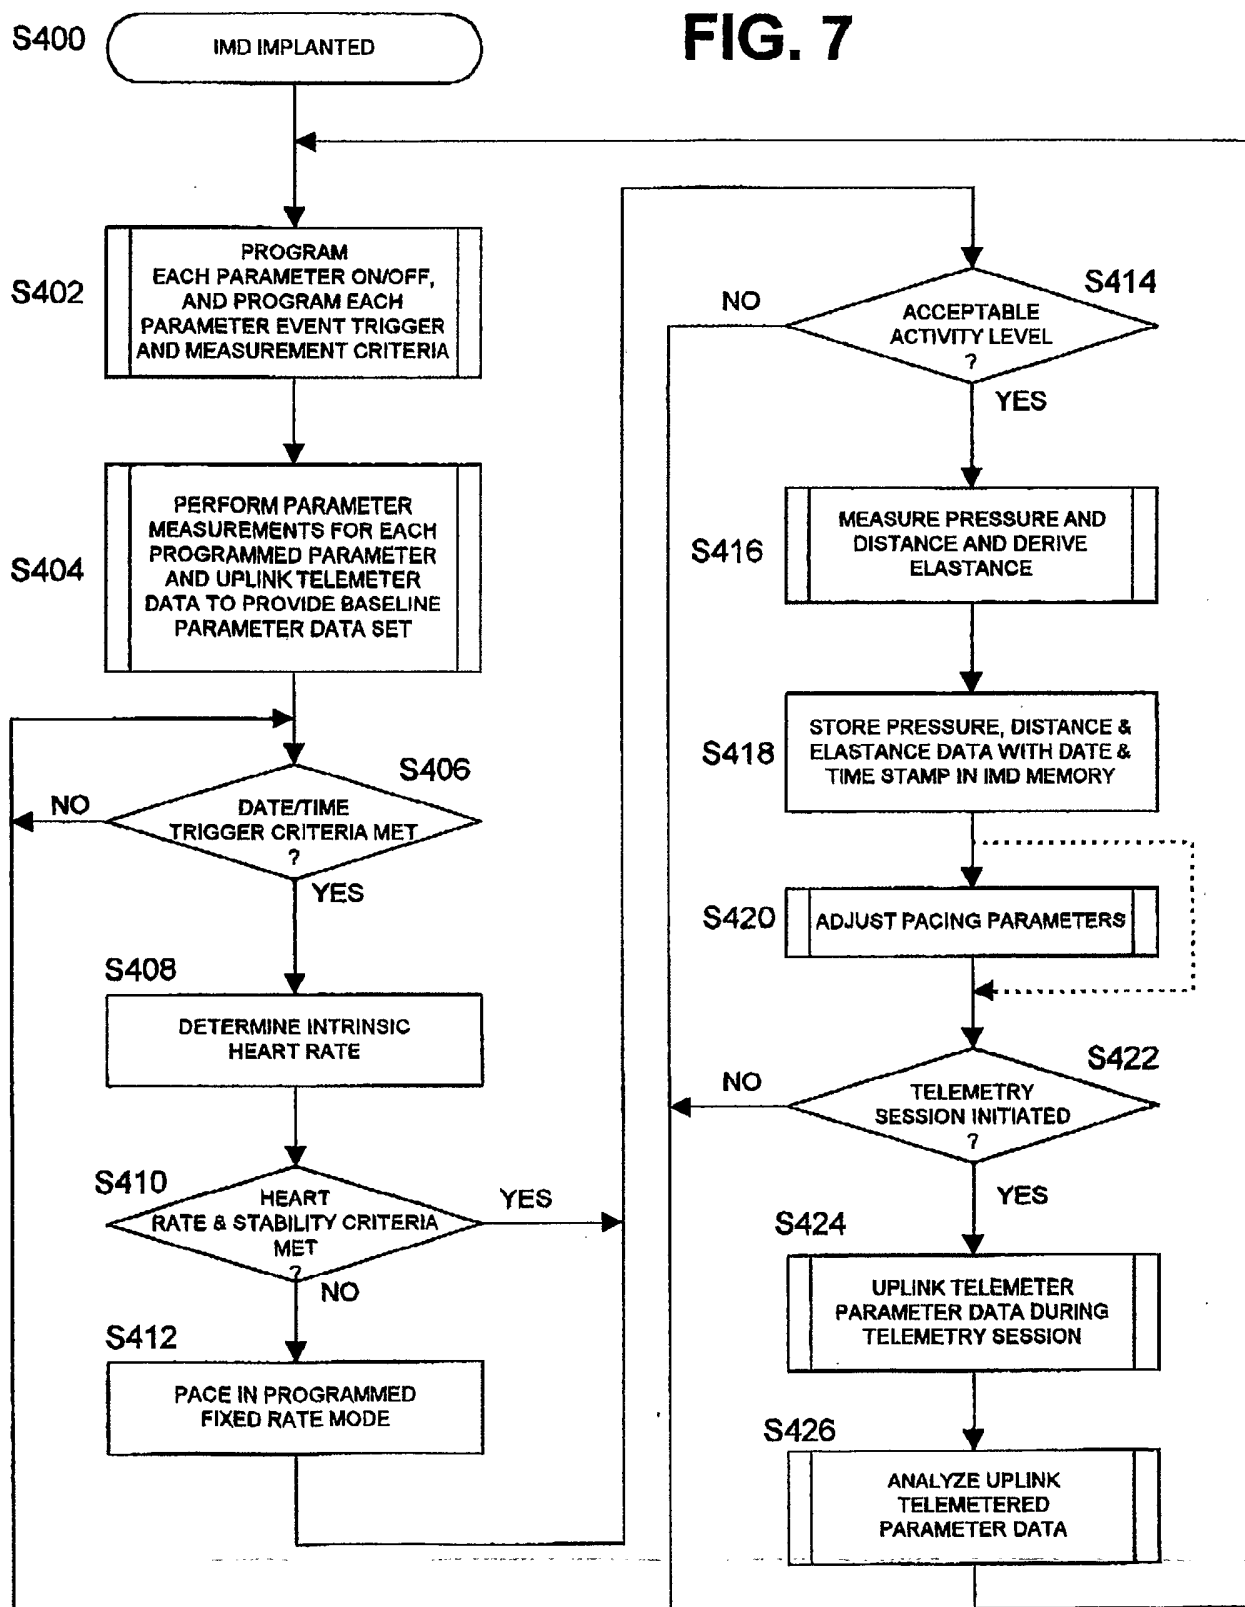 FIG. 7
S400
IMD IMPLANTED
S402
PROGRAM
EACH PARAMETER ON/OFF,
AND PROGRAM EACH
PARAMETER EVENT TRIGGER
AND MEASUREMENT CRITERIA
S404
PERFORM PARAMETER
MEASUREMENTS FOR EACH
PROGRAMMED PARAMETER
AND UPLINK TELEMETER
DATA TO PROVIDE BASELINE
PARAMETER DATA SET
S406
NO
DATE/TIME
TRIGGER CRITERIA MET
?
YES
S408
DETERMINE INTRINSIC
HEART RATE
S410
HEART
RATE & STABILITY CRITERIA
MET
?
YES
NO
S412
PACE IN PROGRAMMED
FIXED RATE MODE
S414
NO
ACCEPTABLE
ACTIVITY LEVEL
?
YES
S416
MEASURE PRESSURE AND
DISTANCE AND DERIVE
ELASTANCE
S418
STORE PRESSURE, DISTANCE &
ELASTANCE DATA WITH DATE &
TIME STAMP IN IMD MEMORY
S420
ADJUST PACING PARAMETERS
S422
NO
TELEMETRY
SESSION INITIATED
?
YES
S424
UPLINK TELEMETER
PARAMETER DATA DURING
TELEMETRY SESSION
S426
ANALYZE UPLINK
TELEMETERED
PARAMETER DATA